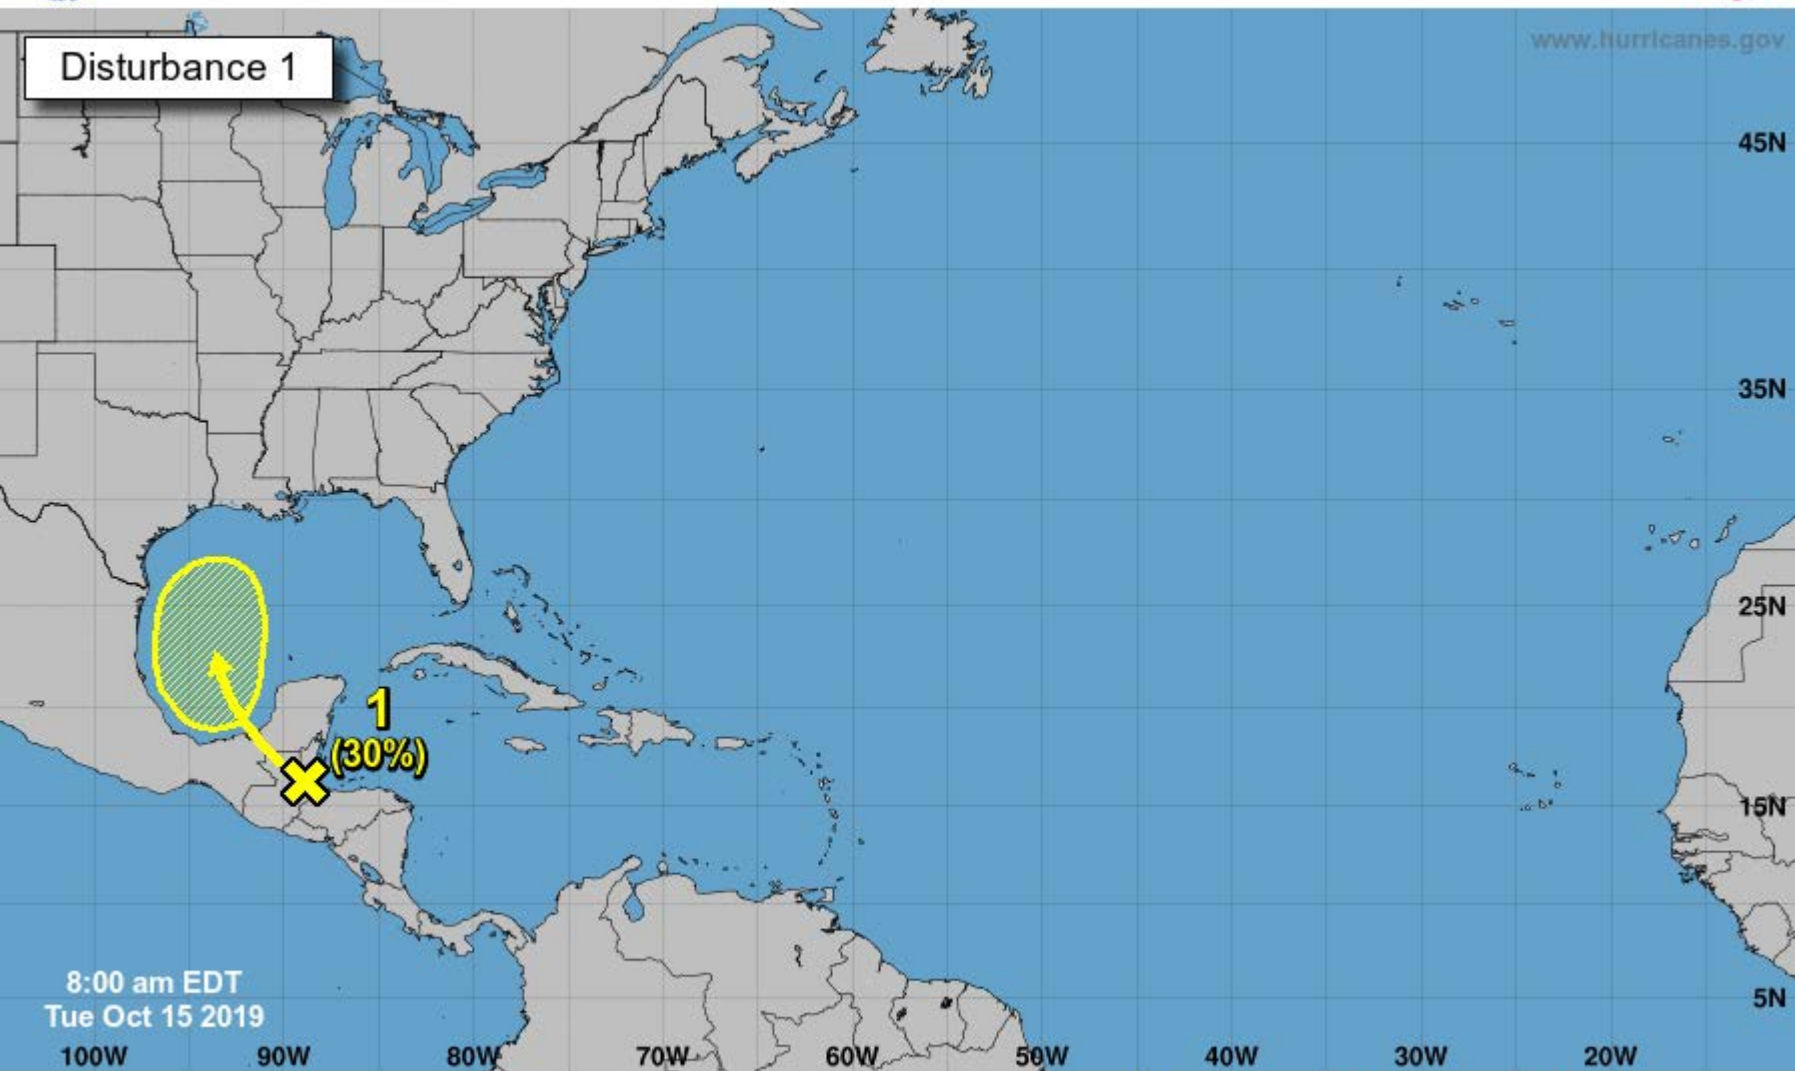 Disturbance 1
www.hurricanes.gov
45N
35N
25N
1
(30%)
15N
8:00 am EDT
Tue Oct 15 2019
5N
100W 90W 80W 70W 60W 50W 40W 30W 20W